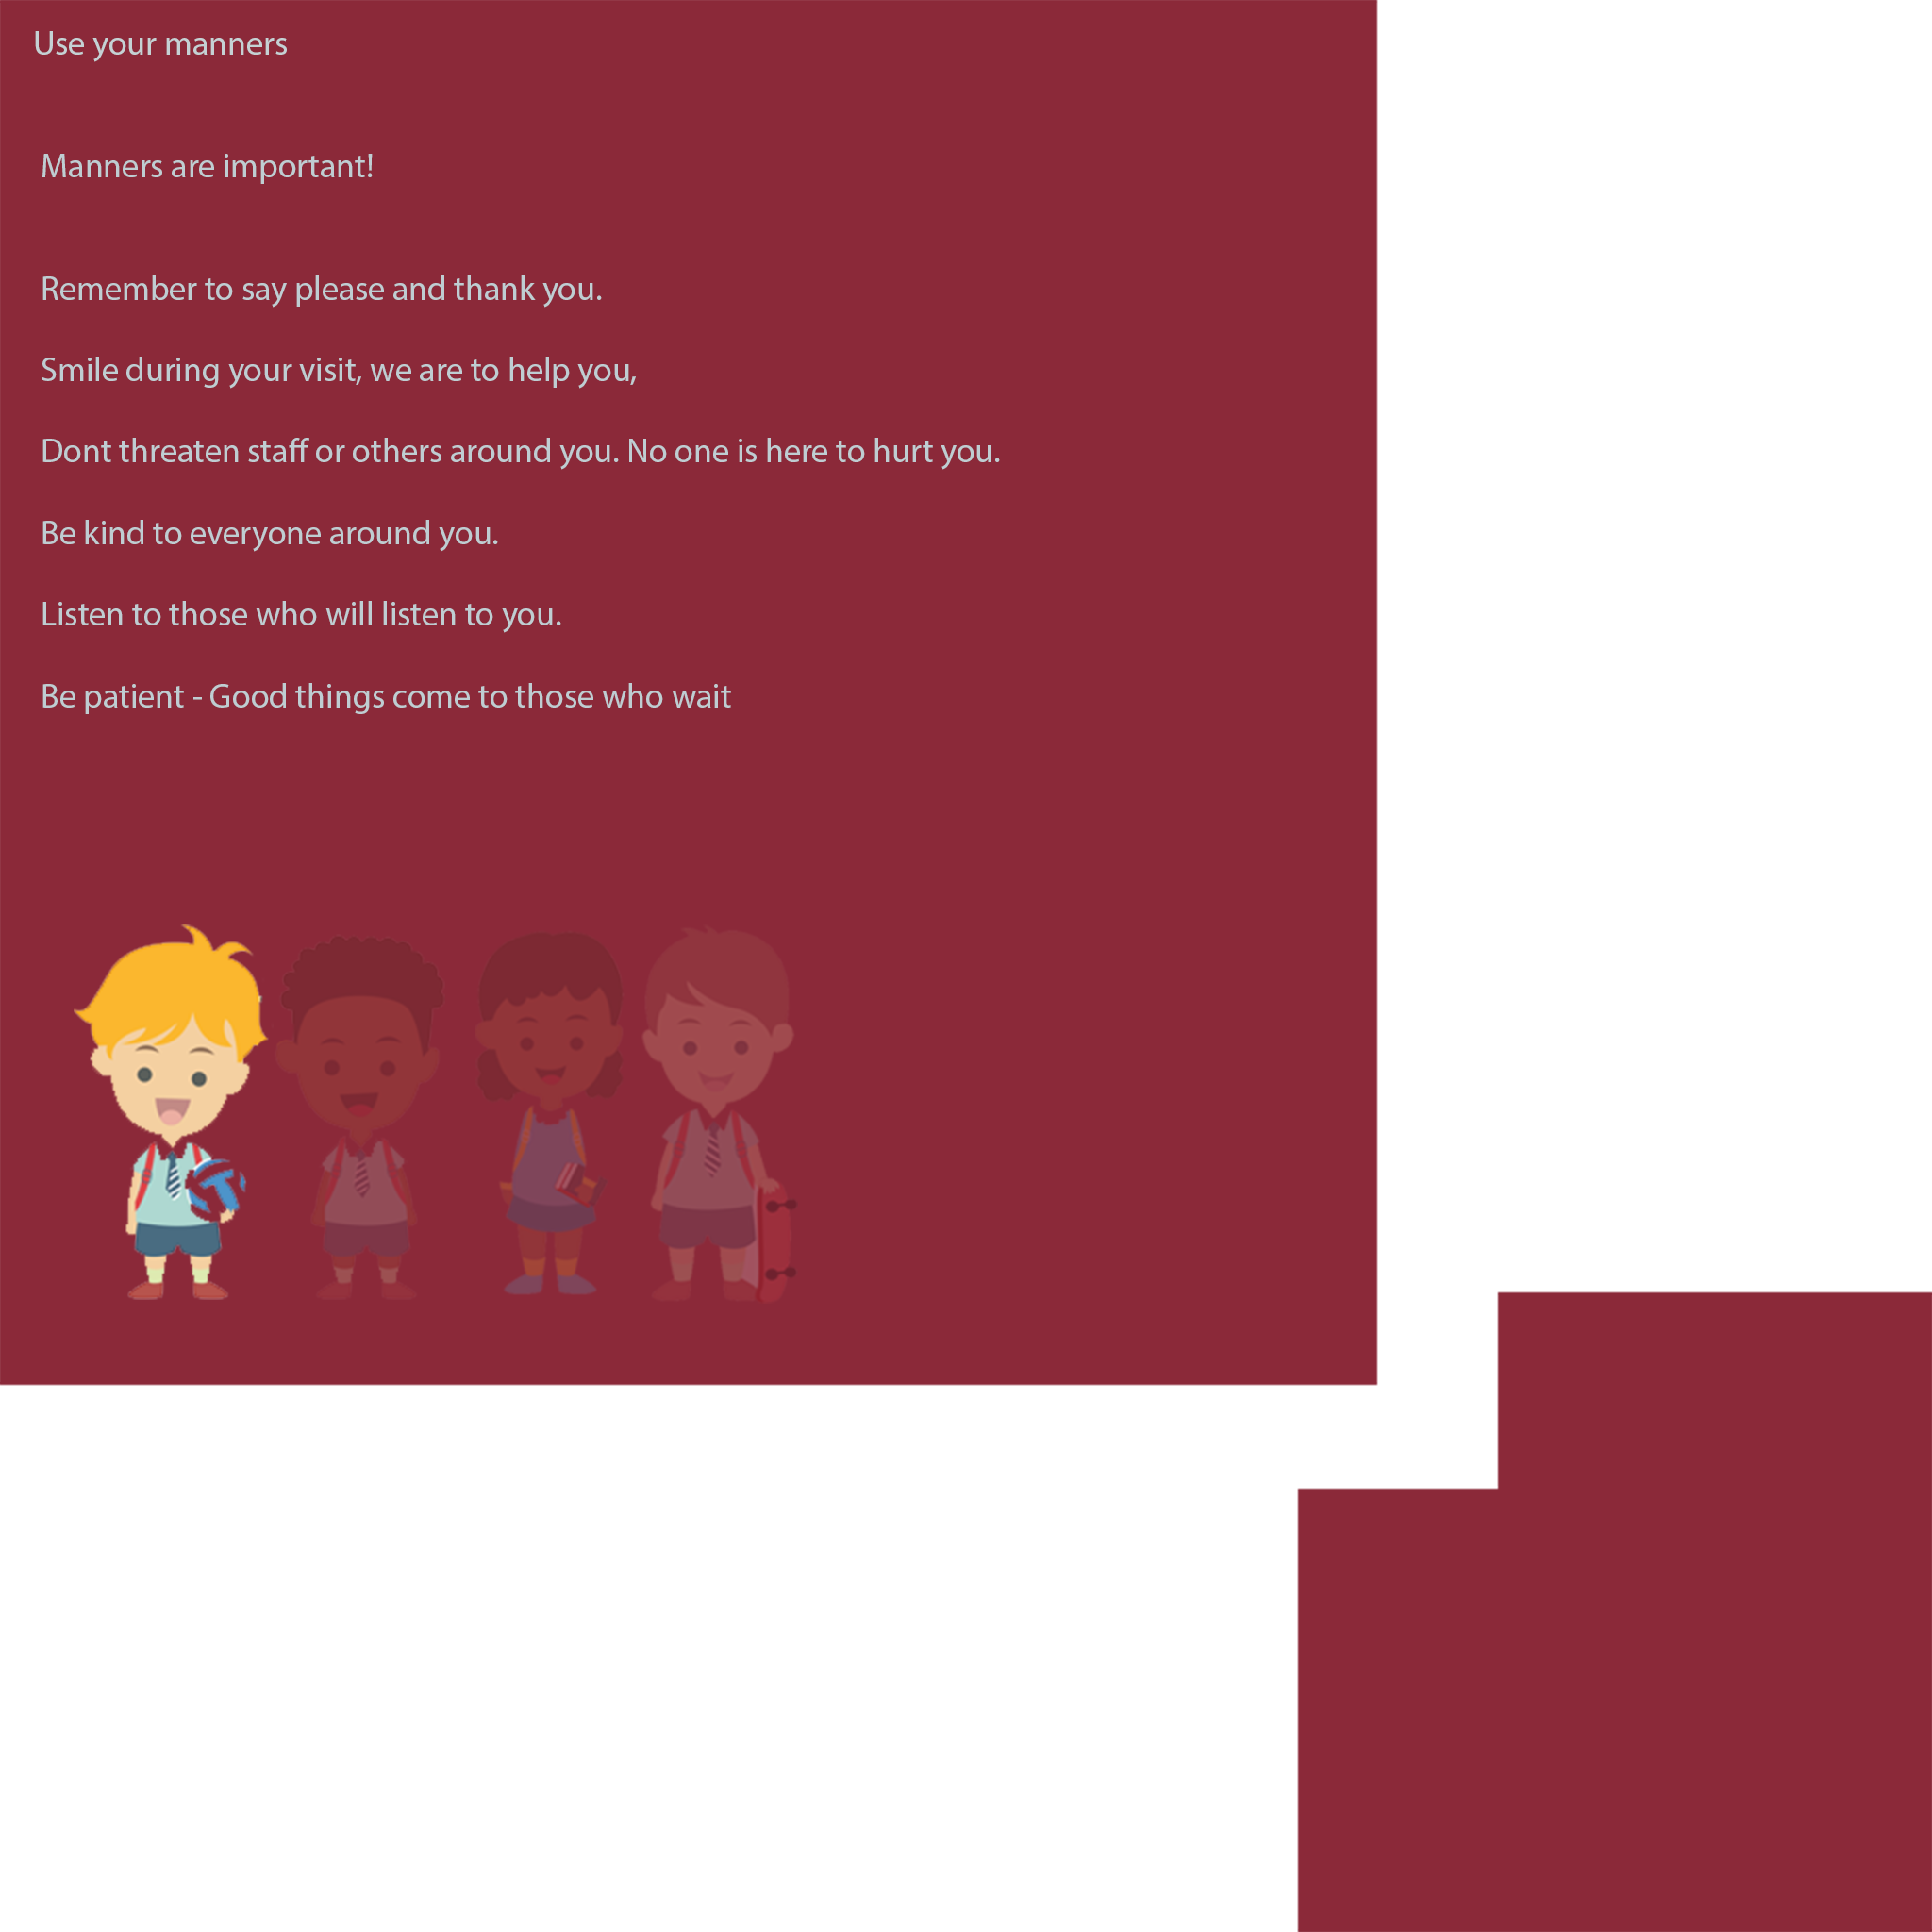 Use your manners
Manners are important!
Remember to say please and thank you.
Smile during your visit, we are to help you,
Dont threaten staff or others around you. No one is here to hurt you.
Be kind to everyone around you.
Listen to those who will listen to you.
Be patient - Good things come to those who wait